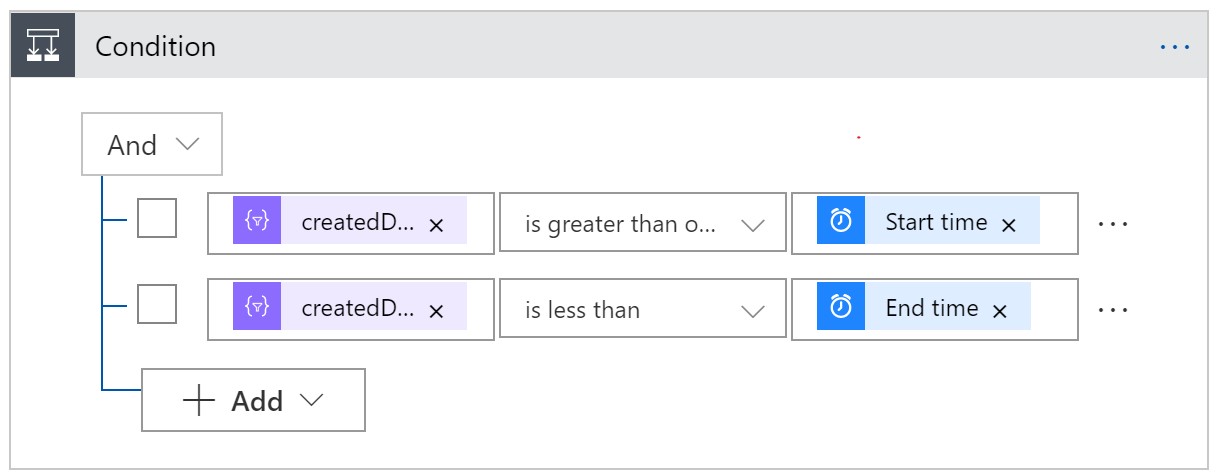 Condition
And
createdD... is greater than o... Start time
createdD... is less than End time
Add